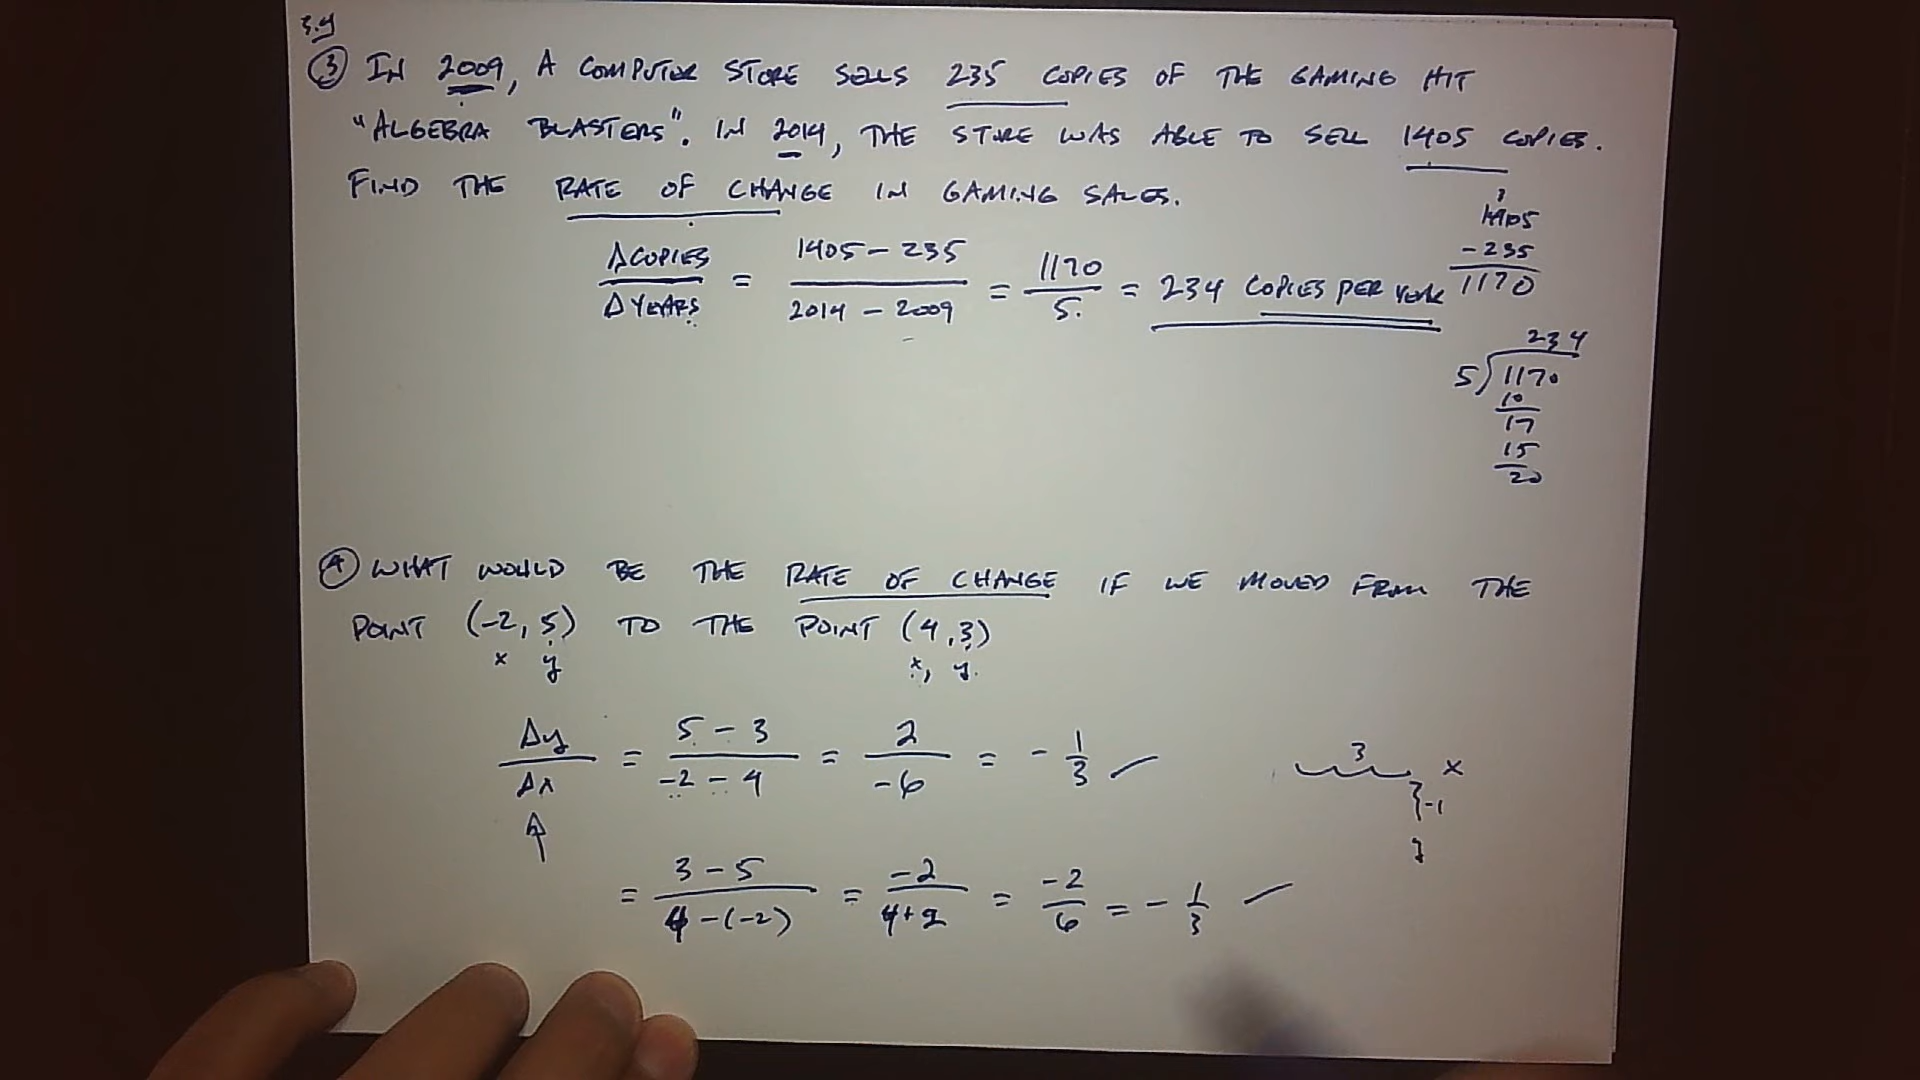 3.4
③ IN 2009, A COMPUTER STORE SELLS 235 COPIES OF THE GAMING HIT
"ALGEBRA BLASTERS". IN 2014, THE STORE WAS ABLE TO SELL 1405 COPIES.
FIND THE RATE OF CHANGE IN GAMING SALES.
ΔCOPIES / ΔYEARS = 1405 - 235 / 2014 - 2009 = 1170 / 5 = 234 COPIES PER YEAR
3
1405
- 235
1170
234
5)1170
10
17
15
20
④ WHAT WOULD BE THE RATE OF CHANGE IF WE MOVED FROM THE
POINT (-2, 5) TO THE POINT (4, 3)
x y x, y
Δy / Δx = 5 - 3 / -2 - 4 = 2 / -6 = - 1/3 ✓
3 x
-1
y
= 3 - 5 / 4 - (-2) = -2 / 4+2 = -2 / 6 = - 1/3 ✓